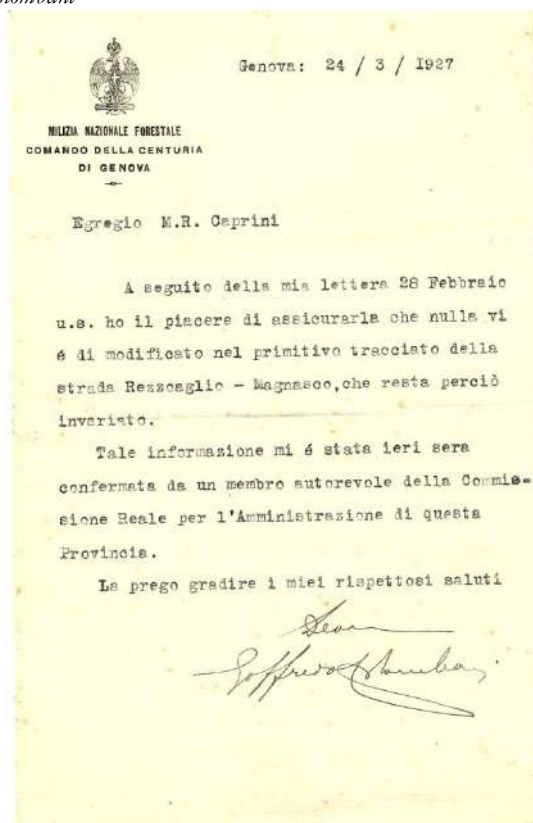 Genova: 24 / 3 / 1927
MILIZIA NAZIONALE FORESTALE
COMANDO DELLA CENTURIA
DI GENOVA
Egregio M.R. Caprini
A seguito della mia lettera 28 Febbraio
u.s. ho il piacere di assicurarla che nulla vi
é di modificato nel primitivo tracciato della
strada Rezzoaglio - Magnasco, che resta perciò
invariato.
Tale informazione mi é stata ieri sera
confermata da un membro autorevole della Commis=
sione Reale per l'Amministrazione di questa
Provincia.
La prego gradire i miei rispettosi saluti
Goffredo